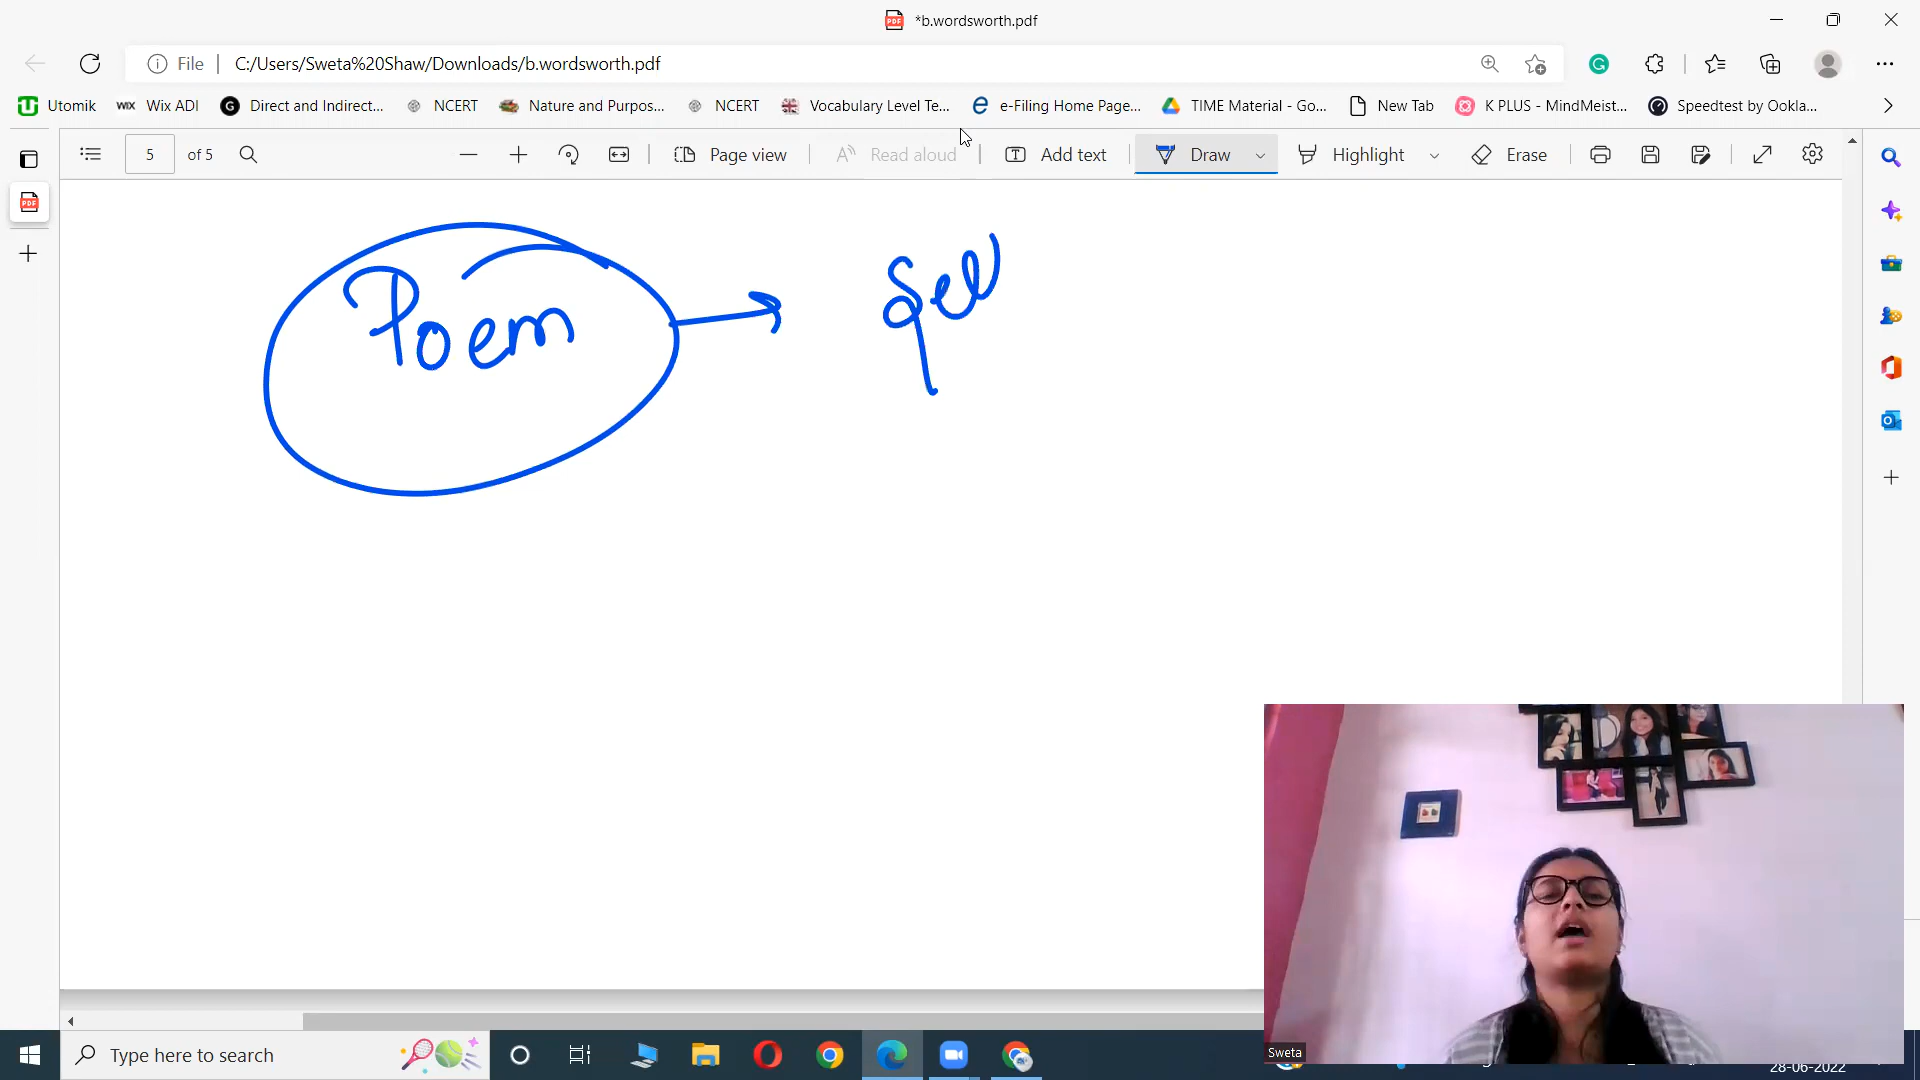 *b.wordsworth.pdf
File C:/Users/Sweta%20Shaw/Downloads/b.wordsworth.pdf
Utomik Wix ADI Direct and Indirect... NCERT Nature and Purpos... NCERT Vocabulary Level Te... e-Filing Home Page... TIME Material - Go... New Tab K PLUS - MindMeist... Speedtest by Ookla...
5 of 5 Page view Read aloud Add text Draw Highlight Erase
Poem
Sweta
Type here to search
28-06-2022